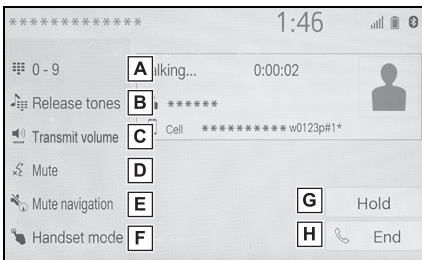 ************* 1:46
0 - 9 A alking... 0:00:02
Release tones B ******
Transmit volume C Cell **********w0123p#1*
Mute D
Mute navigation E
Handset mode F
G Hold
H End